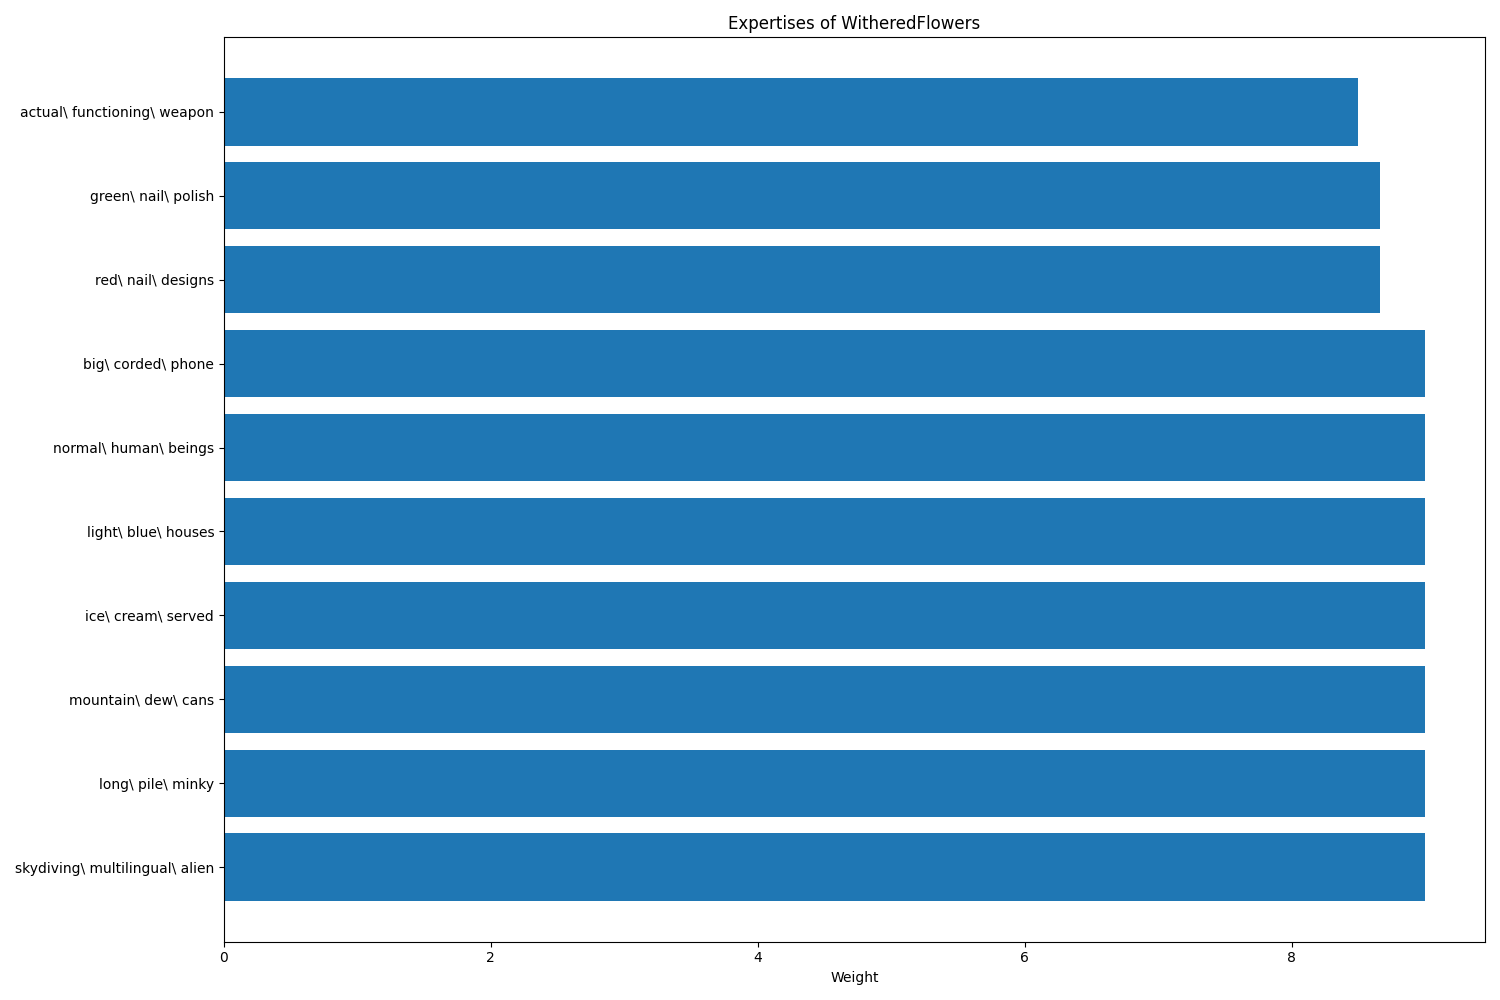 Expertises of WitheredFlowers
actual\ functioning\ weapon
green\ nail\ polish
red\ nail\ designs
big\ corded\ phone
normal\ human\ beings
light\ blue\ houses
ice\ cream\ served
mountain\ dew\ cans
long\ pile\ minky
skydiving\ multilingual\ alien
0 2 4 6 8
Weight